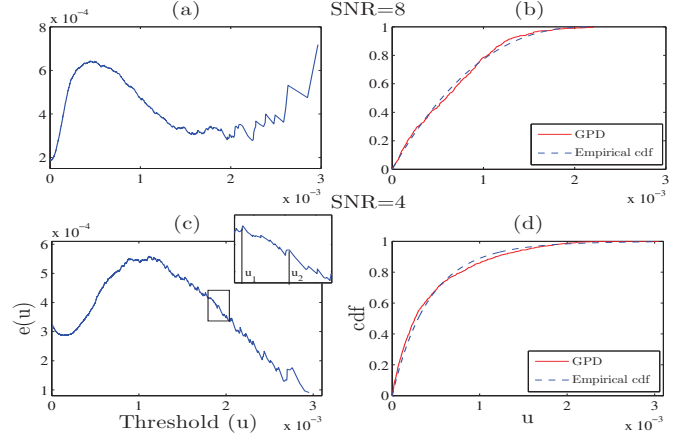 (a)
SNR=8
(b)
x 10⁻⁴
8
6
4
2
0
1
2
3
x 10⁻³
1
0.8
0.6
0.4
0.2
0
GPD
Empirical cdf
0
1
2
3
x 10⁻³
SNR=4
(c)
(d)
x 10⁻⁴
6
5
4
3
2
1
e(u)
u₁
u₂
0
1
2
3
x 10⁻³
Threshold (u)
1
0.8
0.6
0.4
0.2
0
cdf
GPD
Empirical cdf
0
1
2
3
x 10⁻³
u